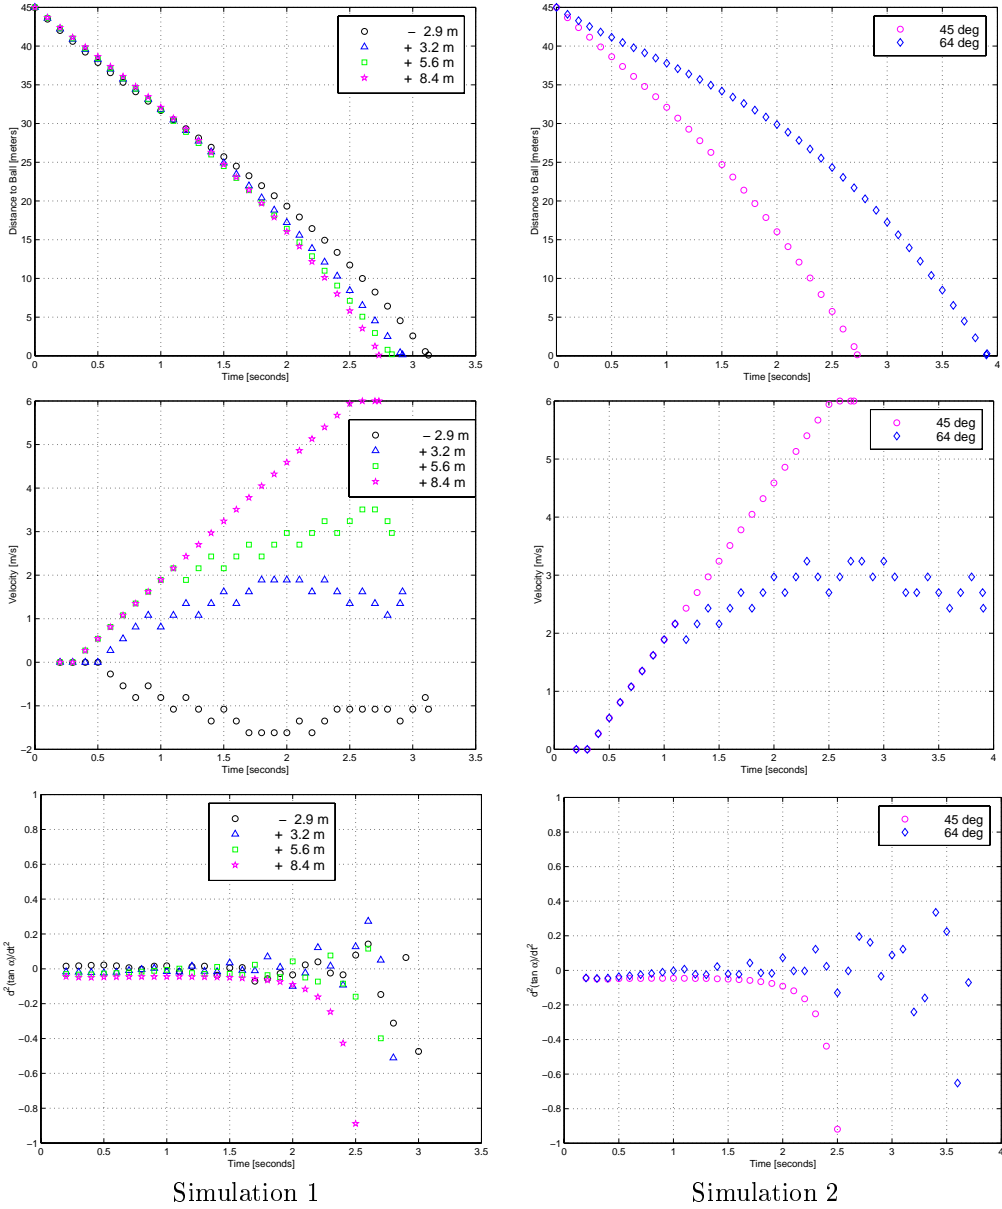 45
40
35
30
25
20
15
10
5
0
Distance to Ball [meters]
− 2.9 m
+ 3.2 m
+ 5.6 m
+ 8.4 m
0 0.5 1 1.5 2 2.5 3 3.5
Time [seconds]
45
40
35
30
25
20
15
10
5
0
Distance to Ball [meters]
45 deg
64 deg
0 0.5 1 1.5 2 2.5 3 3.5 4
Time [seconds]
6
5
4
3
2
1
0
−1
−2
Velocity [m/s]
− 2.9 m
+ 3.2 m
+ 5.6 m
+ 8.4 m
0 0.5 1 1.5 2 2.5 3 3.5
Time [seconds]
6
5
4
3
2
1
0
Velocity [m/s]
45 deg
64 deg
0 0.5 1 1.5 2 2.5 3 3.5 4
Time [seconds]
1
0.8
0.6
0.4
0.2
0
−0.2
−0.4
−0.6
−0.8
−1
d²(tan α)/dt²
− 2.9 m
+ 3.2 m
+ 5.6 m
+ 8.4 m
0 0.5 1 1.5 2 2.5 3 3.5
Time [seconds]
1
0.8
0.6
0.4
0.2
0
−0.2
−0.4
−0.6
−0.8
−1
d²(tan α)/dt²
45 deg
64 deg
0 0.5 1 1.5 2 2.5 3 3.5 4
Time [seconds]
Simulation 1
Simulation 2